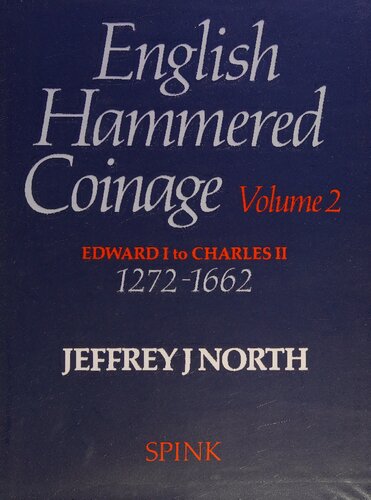 English
Hammered
Coinage Volume 2
EDWARD I to CHARLES II
1272-1662
JEFFREY J NORTH
SPINK